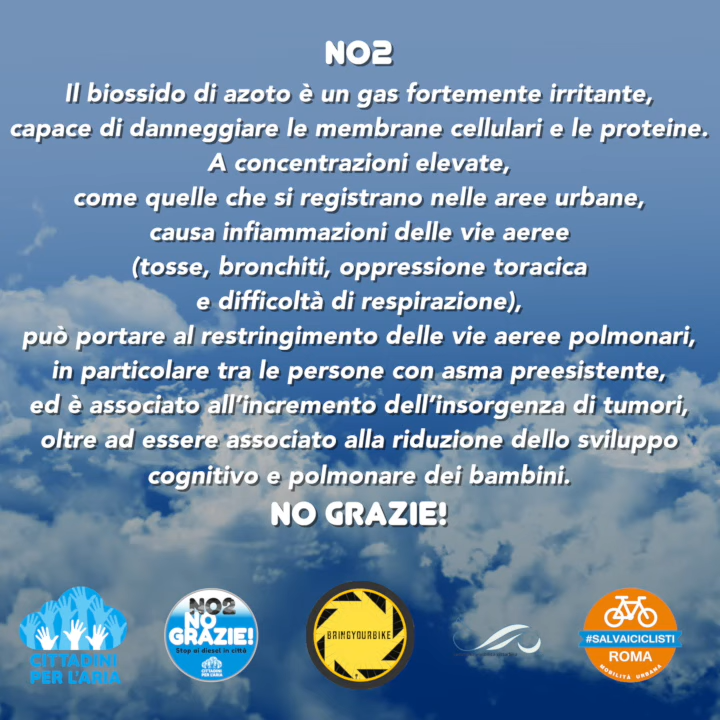 NO2
Il biossido di azoto è un gas fortemente irritante,
capace di danneggiare le membrane cellulari e le proteine.
A concentrazioni elevate,
come quelle che si registrano nelle aree urbane,
causa infiammazioni delle vie aeree
(tosse, bronchiti, oppressione toracica
e difficoltà di respirazione),
può portare al restringimento delle vie aeree polmonari,
in particolare tra le persone con asma preesistente,
ed è associato all'incremento dell'insorgenza di tumori,
oltre ad essere associato alla riduzione dello sviluppo
cognitivo e polmonare dei bambini.
NO GRAZIE!
CITTADINI
PER L'ARIA
NO2
NO
GRAZIE!
Stop ai diesel in città
CITTADINI
PER L'ARIA
BRINGYOURBIKE
#SALVAICICLISTI
ROMA
MOBILITÀ URBANA